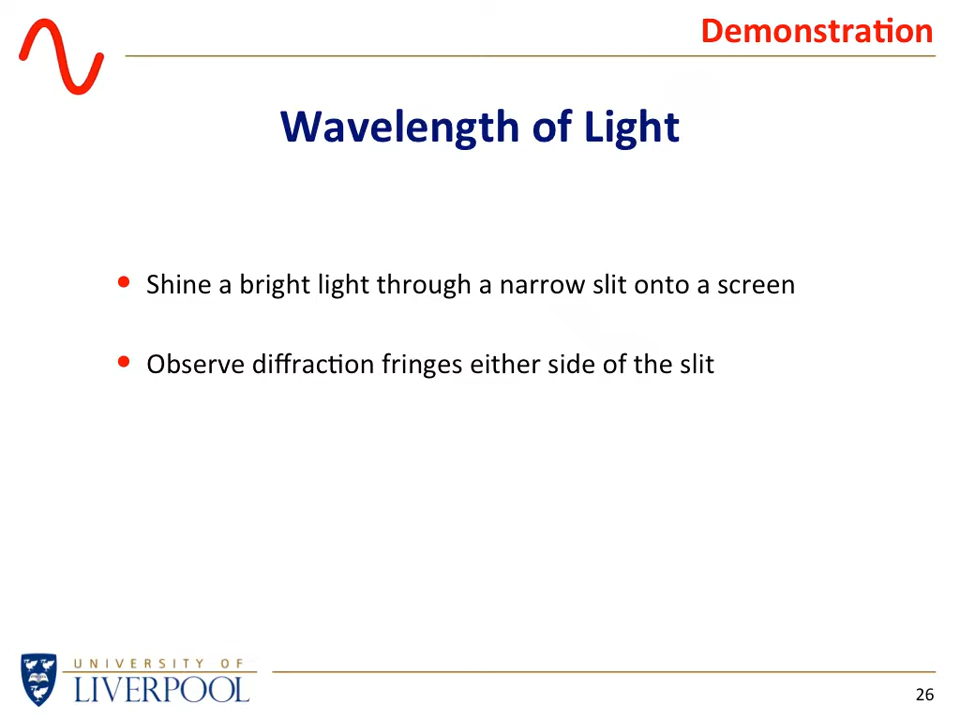 Demonstration
Wavelength of Light
Shine a bright light through a narrow slit onto a screen
Observe diffraction fringes either side of the slit
UNIVERSITY OF
LIVERPOOL
26